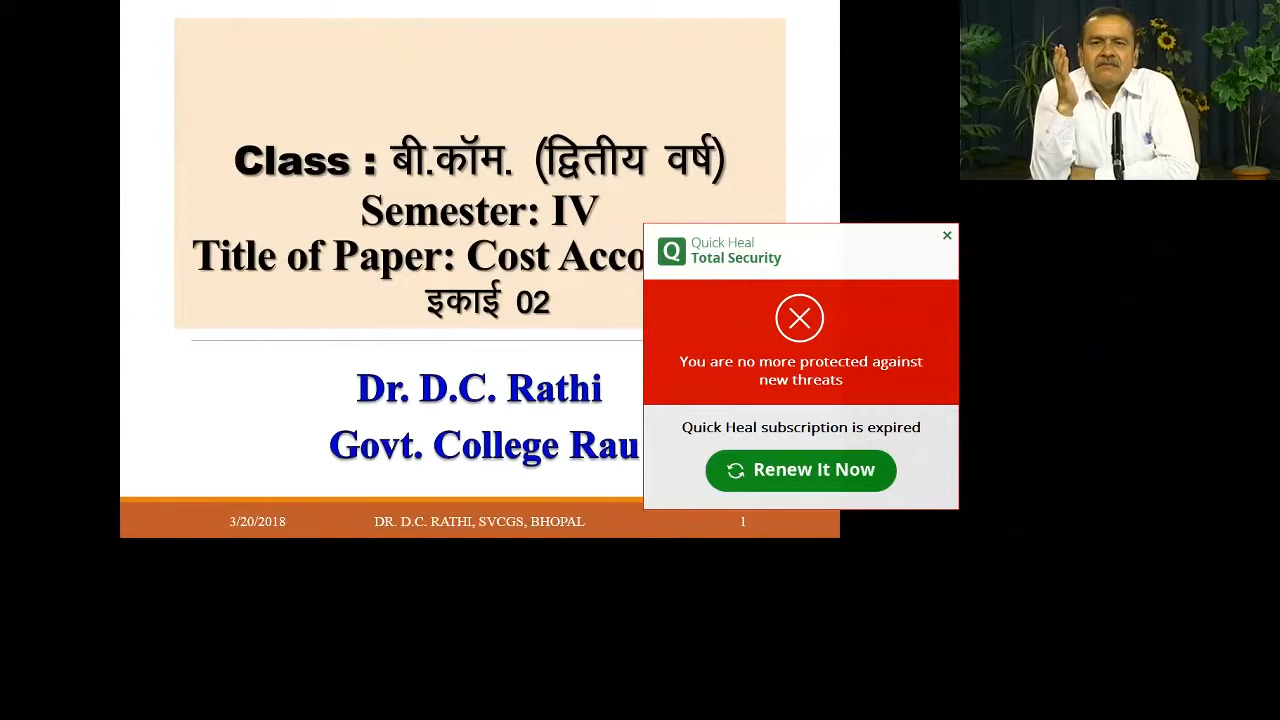 Class : बी.कॉम. (द्वितीय वर्ष)
Semester: IV
Title of Paper: Cost Acco
इकाई 02
Dr. D.C. Rathi
Govt. College Rau
3/20/2018
DR. D.C. RATHI, SVCGS, BHOPAL
1
Q
Quick Heal
Total Security
×
You are no more protected against
new threats
Quick Heal subscription is expired
Renew It Now